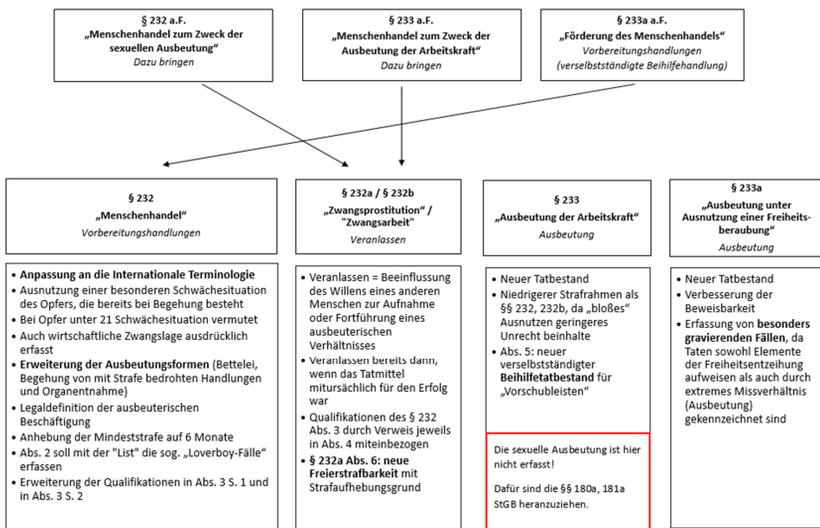 § 232 a.F.
„Menschenhandel zum Zweck der
sexuellen Ausbeutung"
Dazu bringen
§ 233 a.F.
„Menschenhandel zum Zweck der
Ausbeutung der Arbeitskraft"
Dazu bringen
§ 233a a.F.
„Förderung des Menschenhandels"
Vorbereitungshandlungen
(verselbstständigte Beihilfehandlung)
§ 232
„Menschenhandel"
Vorbereitungshandlungen
§ 232a / § 232b
„Zwangsprostitution" /
"Zwangsarbeit"
Veranlassen
§ 233
„Ausbeutung der Arbeitskraft"
Ausbeutung
§ 233a
„Ausbeutung unter
Ausnutzung einer Freiheits-
beraubung"
Ausbeutung
• Anpassung an die Internationale Terminologie
• Ausnutzung einer besonderen Schwächesituation
des Opfers, die bereits bei Begehung besteht
• Bei Opfer unter 21 Schwächesituation vermutet
• Auch wirtschaftliche Zwangslage ausdrücklich
erfasst
• Erweiterung der Ausbeutungsformen (Bettelei,
Begehung von mit Strafe bedrohten Handlungen
und Organentnahme)
• Legaldefinition der ausbeuterischen
Beschäftigung
• Anhebung der Mindeststrafe auf 6 Monate
• Abs. 2 soll mit der "List" die sog. „Loverboy-Fälle"
erfassen
• Erweiterung der Qualifikationen in Abs. 3 S. 1 und
in Abs. 3 S. 2
• Veranlassen = Beeinflussung
des Willens eines anderen
Menschen zur Aufnahme
oder Fortführung eines
ausbeuterischen
Verhältnisses
• Veranlassen bereits dann,
wenn das Tatmittel
mitursächlich für den Erfolg
war
• Qualifikationen des § 232
Abs. 3 durch Verweis jeweils
in Abs. 4 miteinbezogen
• § 232a Abs. 6: neue
Freierstrafbarkeit mit
Strafaufhebungsgrund
• Neuer Tatbestand
• Niedrigerer Strafrahmen als
§§ 232, 232b, da „bloßes"
Ausnutzen geringeres
Unrecht beinhalte
• Abs. 5: neuer
verselbstständigter
Beihilfetatbestand für
„Vorschubleisten"
Die sexuelle Ausbeutung ist hier
nicht erfasst!
Dafür sind die §§ 180a, 181a
StGB heranzuziehen.
• Neuer Tatbestand
• Verbesserung der
Beweisbarkeit
• Erfassung von besonders
gravierenden Fällen, da
Taten sowohl Elemente
der Freiheitsentziehung
aufweisen als auch durch
extremes Missverhältnis
(Ausbeutung)
gekennzeichnet sind